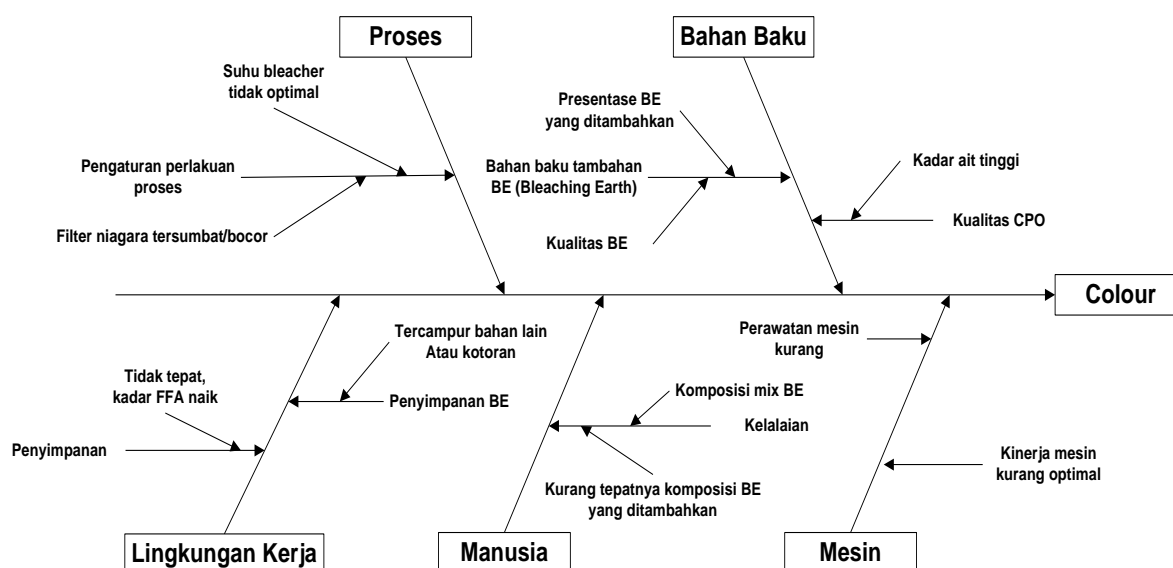 Proses
Bahan Baku
Suhu bleacher
tidak optimal
Presentase BE
yang ditambahkan
Pengaturan perlakuan
proses
Bahan baku tambahan
BE (Bleaching Earth)
Kadar ait tinggi
Filter niagara tersumbat/bocor
Kualitas BE
Kualitas CPO
Colour
Tercampur bahan lain
Atau kotoran
Perawatan mesin
kurang
Tidak tepat,
kadar FFA naik
Penyimpanan BE
Komposisi mix BE
Kelalaian
Penyimpanan
Kurang tepatnya komposisi BE
yang ditambahkan
Kinerja mesin
kurang optimal
Lingkungan Kerja
Manusia
Mesin